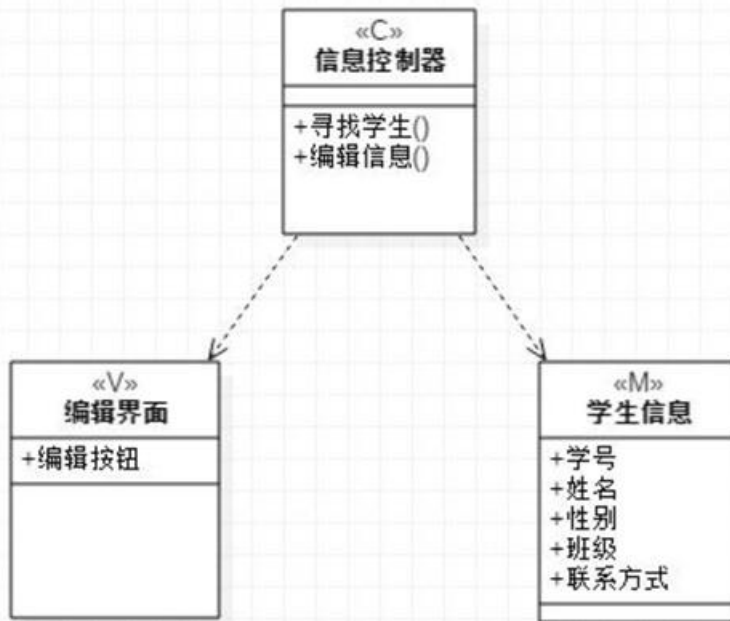 «C»
信息控制器
+寻找学生()
+编辑信息()
«V»
编辑界面
+编辑按钮
«M»
学生信息
+学号
+姓名
+性别
+班级
+联系方式